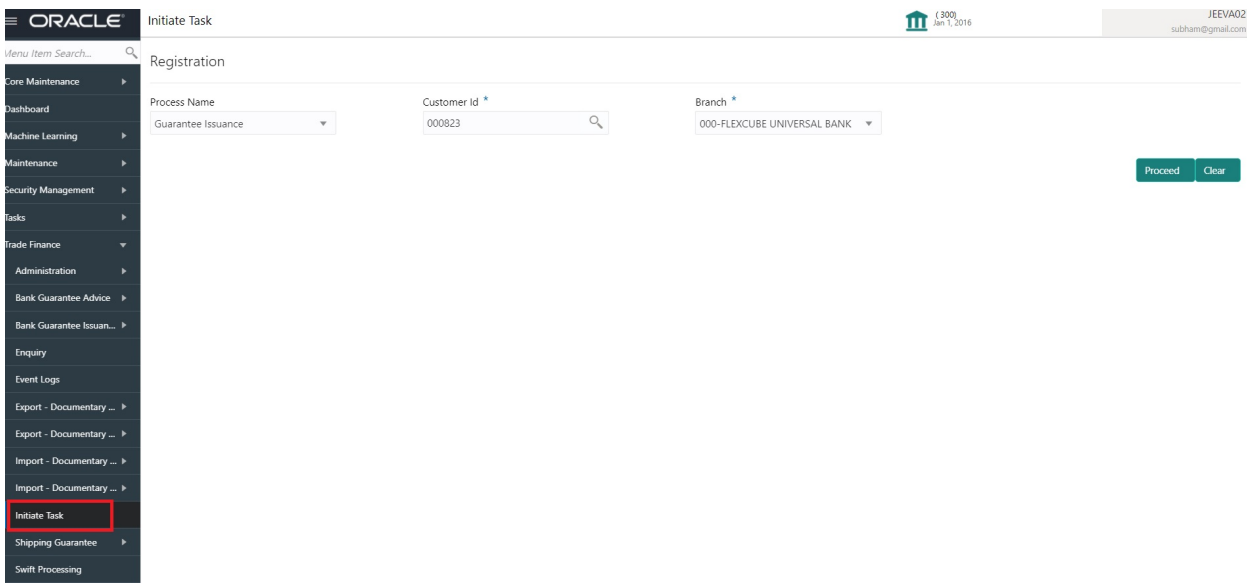 ORACLE
Initiate Task
( 300)
Jan 1, 2016
JEEVA02
subham@gmail.com
Menu Item Search...
Core Maintenance
Dashboard
Machine Learning
Maintenance
Security Management
Tasks
Trade Finance
Administration
Bank Guarantee Advice
Bank Guarantee Issuan...
Enquiry
Event Logs
Export - Documentary ...
Export - Documentary ...
Import - Documentary ...
Import - Documentary ...
Initiate Task
Shipping Guarantee
Swift Processing
Registration
Process Name
Guarantee Issuance
Customer Id *
000823
Branch *
000-FLEXCUBE UNIVERSAL BANK
Proceed
Clear